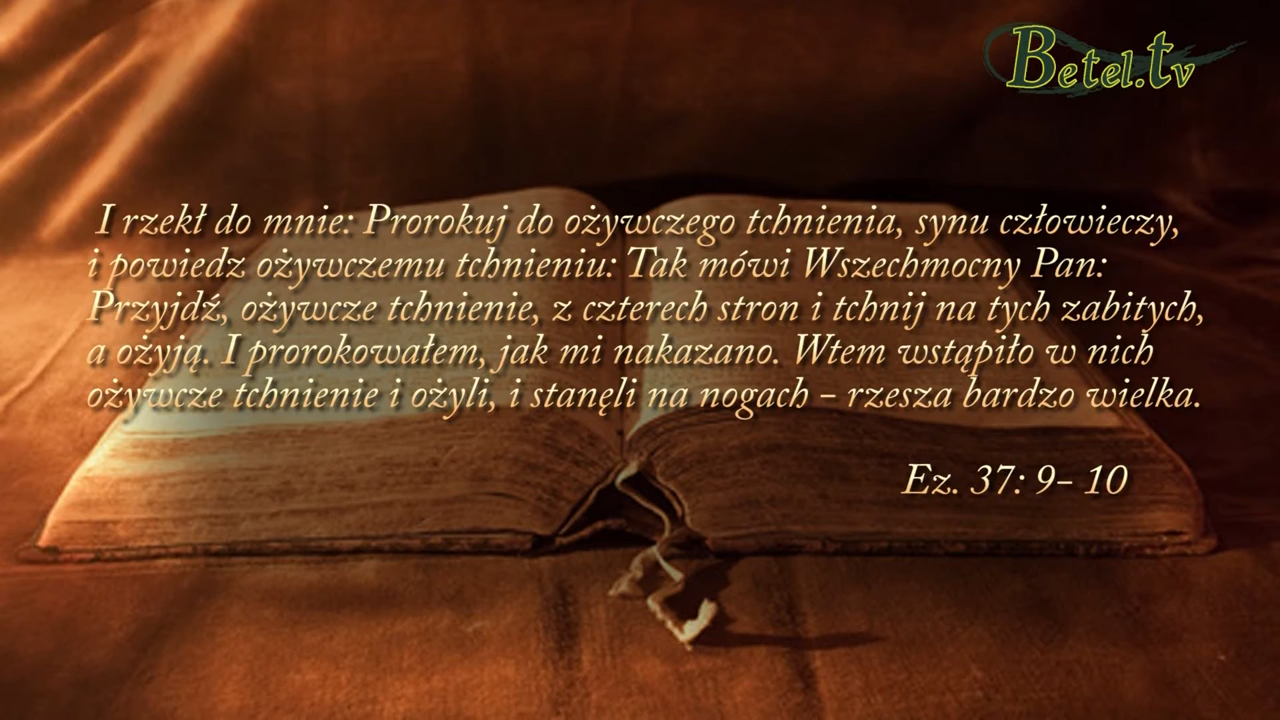 Betel.tv
I rzekł do mnie: Prorokuj do ożywczego tchnienia, synu człowieczy,
i powiedz ożywczemu tchnieniu: Tak mówi Wszechmocny Pan:
Przyjdź, ożywcze tchnienie, z czterech stron i tchnij na tych zabitych,
a ożyją. I prorokowałem, jak mi nakazano. Wtem wstąpiło w nich
ożywcze tchnienie i ożyli, i stanęli na nogach - rzesza bardzo wielka.
Ez. 37: 9- 10